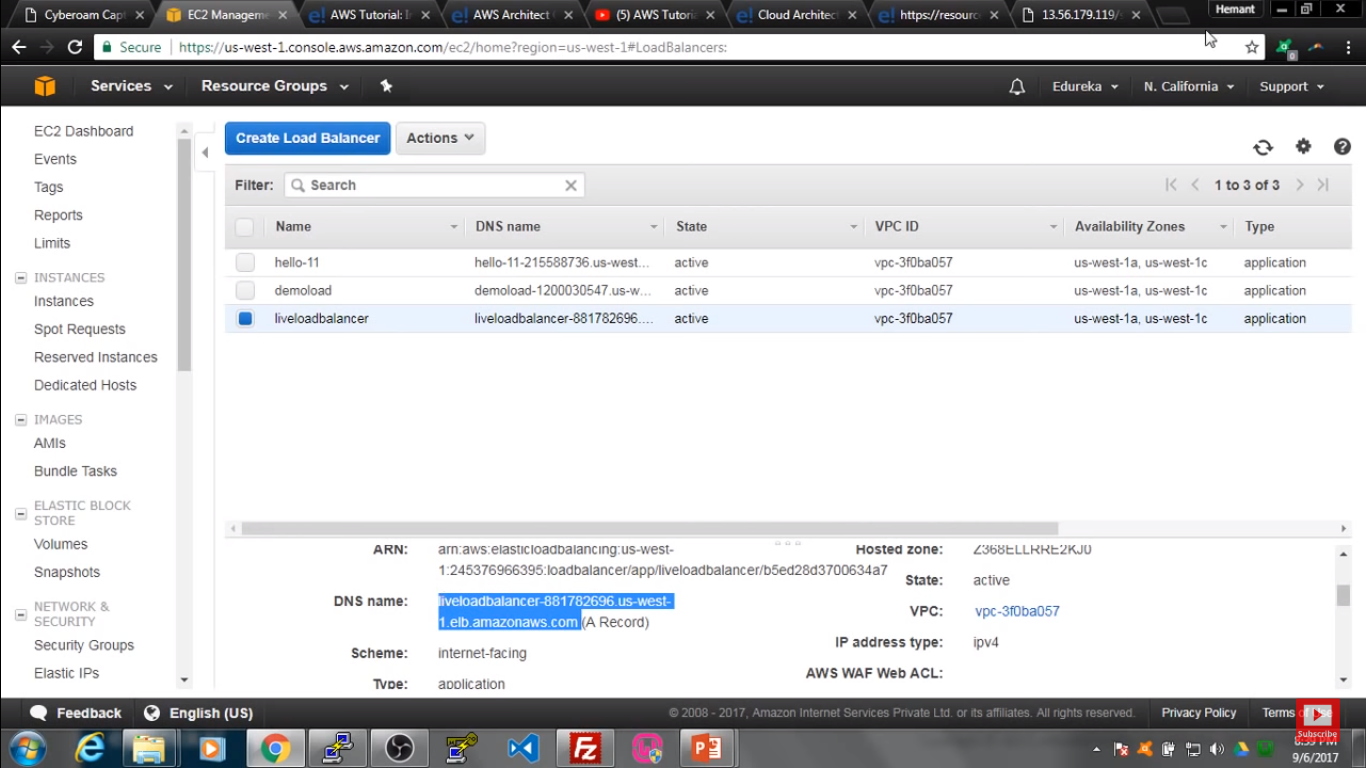 Cyberoam Capt
EC2 Manageme
AWS Tutorial: I
AWS Architect
(5) AWS Tutoria
Cloud Architect
https://resourc
13.56.179.119/
Hemant
Secure
https://us-west-1.console.aws.amazon.com/ec2/home?region=us-west-1#LoadBalancers:
0
Services
Resource Groups
Edureka
N. California
Support
EC2 Dashboard
Events
Tags
Reports
Limits
INSTANCES
Instances
Spot Requests
Reserved Instances
Dedicated Hosts
IMAGES
AMIs
Bundle Tasks
ELASTIC BLOCK
STORE
Volumes
Snapshots
NETWORK &
SECURITY
Security Groups
Elastic IPs
Create Load Balancer
Actions
Filter:
Search
1 to 3 of 3
Name DNS name State VPC ID Availability Zones Type
hello-11 hello-11-215588736.us-west... active vpc-3f0ba057 us-west-1a, us-west-1c application
demoload demoload-1200030547.us-w... active vpc-3f0ba057 us-west-1a, us-west-1c application
liveloadbalancer liveloadbalancer-881782696.... active vpc-3f0ba057 us-west-1a, us-west-1c application
ARN: arn:aws:elasticloadbalancing:us-west-
1:245376966395:loadbalancer/app/liveloadbalancer/b5ed28d3700634a7
DNS name: liveloadbalancer-881782696.us-west-
1.elb.amazonaws.com (A Record)
Scheme: internet-facing
Type: application
Hosted zone: Z368ELLRRE2KJ0
State: active
VPC: vpc-3f0ba057
IP address type: ipv4
AWS WAF Web ACL:
Feedback
English (US)
© 2008 - 2017, Amazon Internet Services Private Ltd. or its affiliates. All rights reserved.
Privacy Policy
Terms of Use
Subscribe
9/6/2017